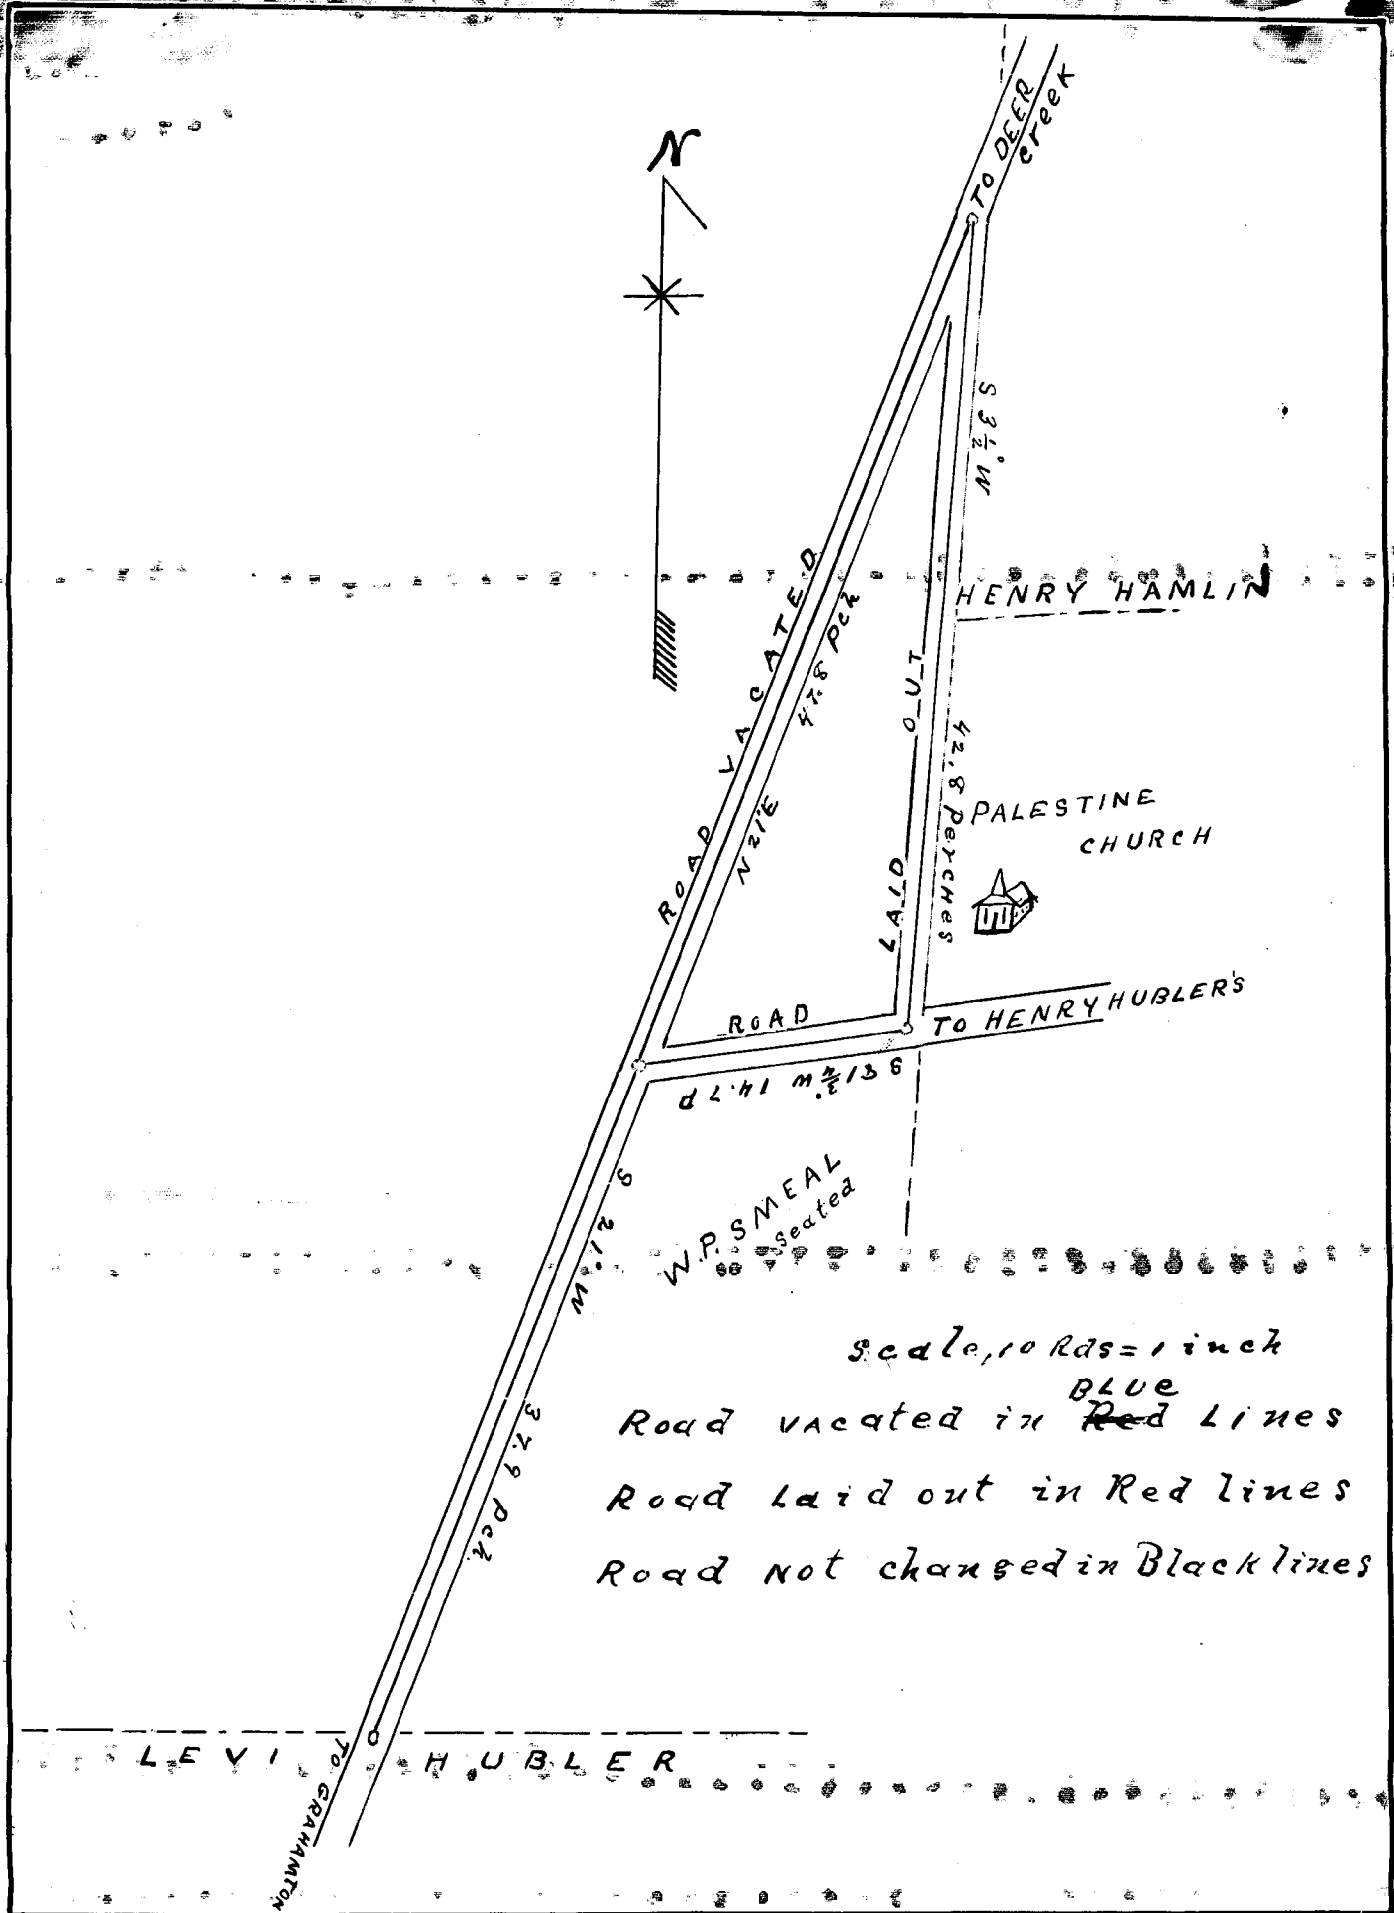 N
TO DEER
creek
S 3½° W
HENRY HAMLIN
ROAD VACATED
47.8 Pch
N 21°E
LAID OUT
42.8 Perches
PALESTINE
CHURCH
ROAD
TO HENRY HUBLER'S
S 81¾° W 14.7 P
S 21° W
37.9 Pch.
W. P. SMEAL
Seated
Scale, 10 Rds = 1 inch
BLUe
Road VAcated in Red Lines
Road Laid out in Red lines
Road Not changed in Black lines
LEVI HUBLER
TO GRAHAMTON